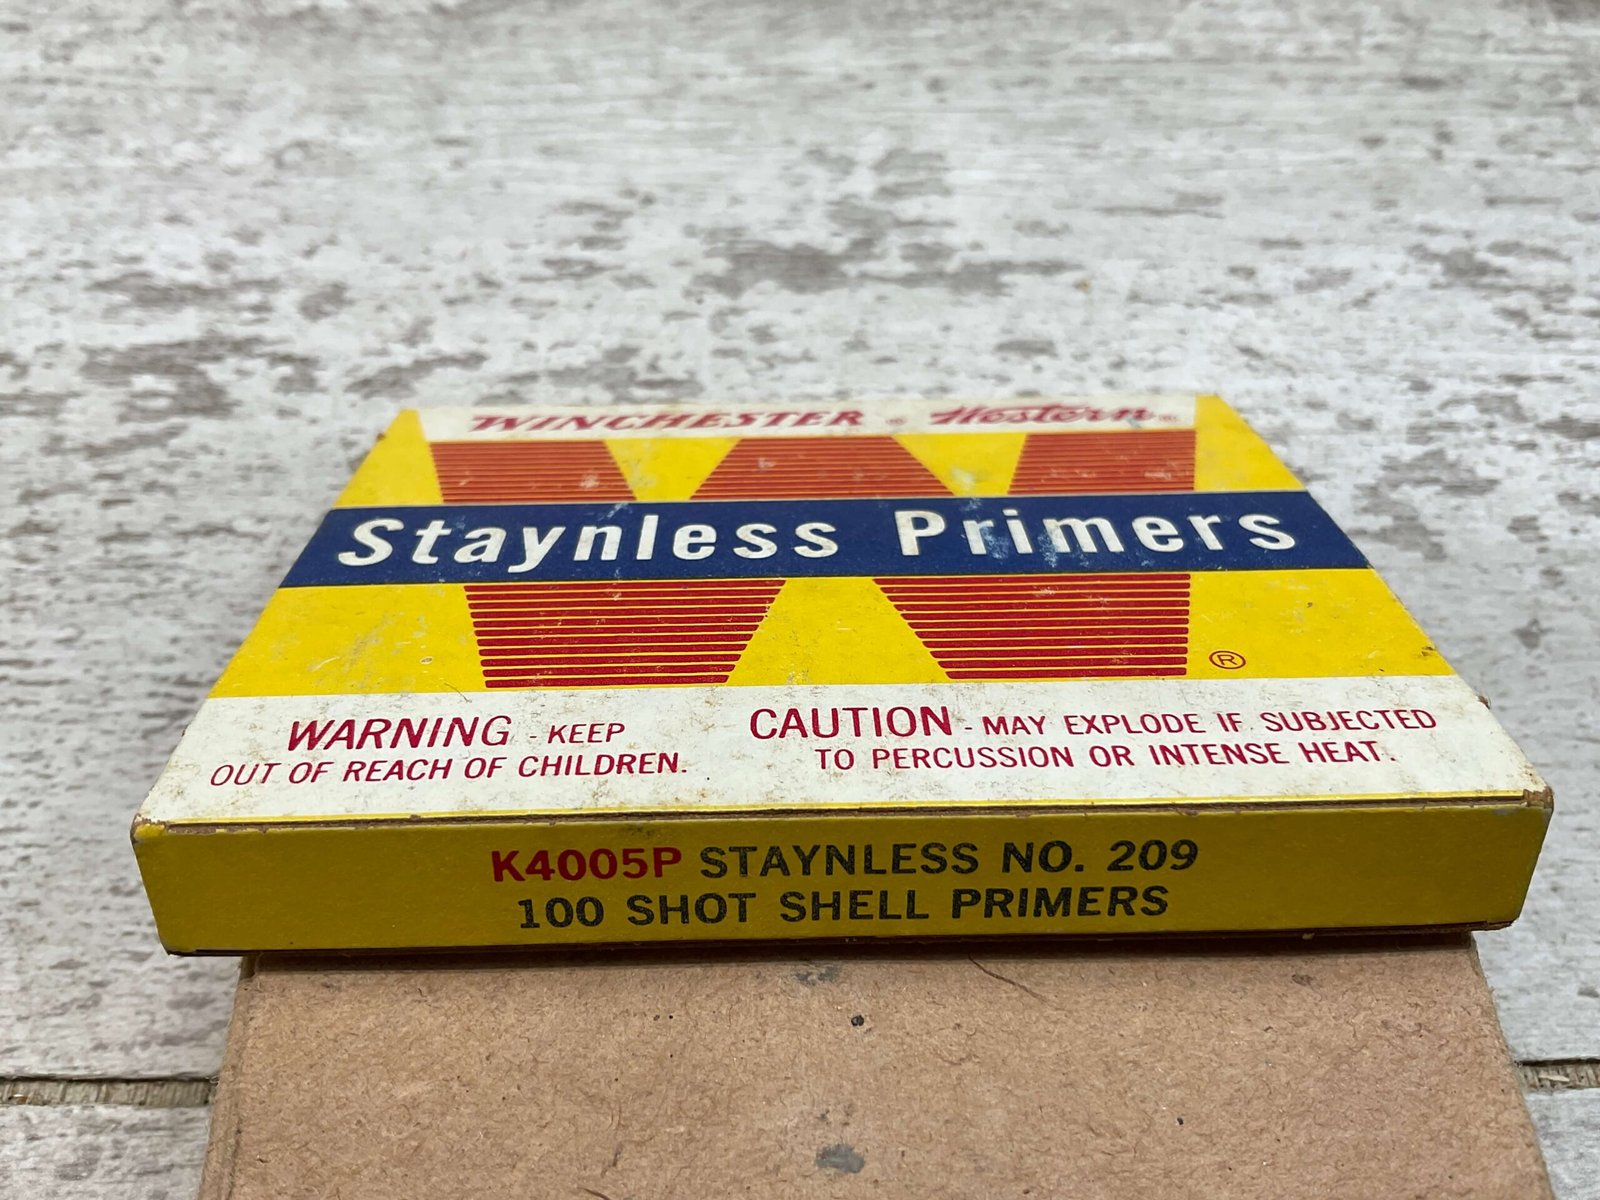 WINCHESTER ® Western
Staynless Primers
®
WARNING - KEEP
OUT OF REACH OF CHILDREN.
CAUTION - MAY EXPLODE IF SUBJECTED
TO PERCUSSION OR INTENSE HEAT.
K4005P STAYNLESS NO. 209
100 SHOT SHELL PRIMERS